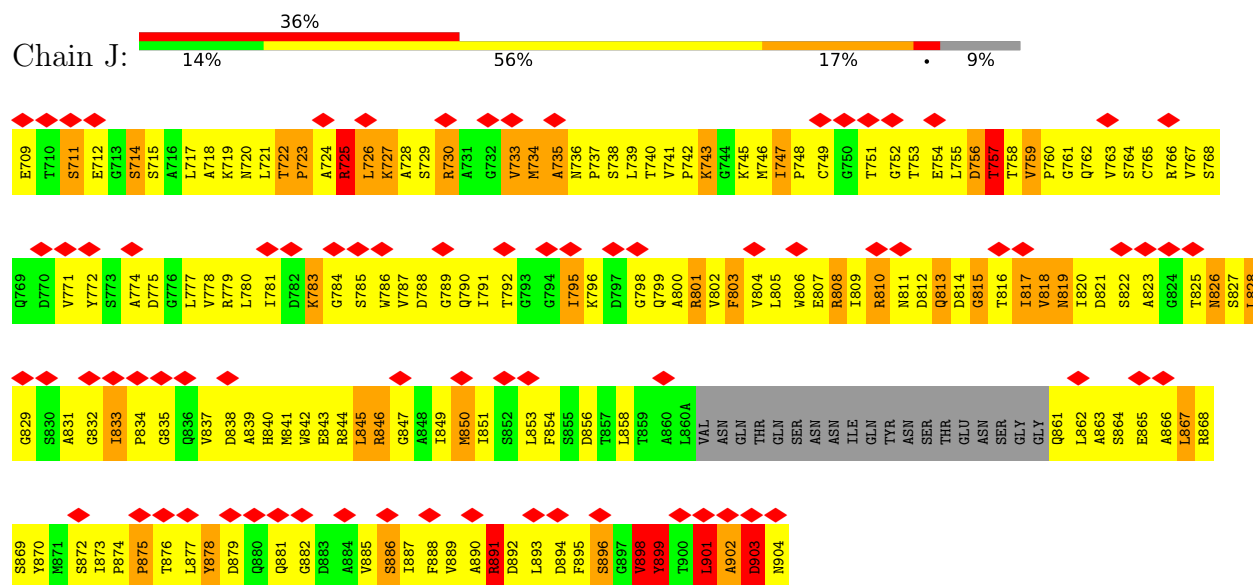 36%
Chain J:
14% 56% 17% • 9%
E709 T710 S711 E712 G713 S714 S715 A716 L717 A718 K719 N720 L721 T722 P723 A724 R725 L726 K727 A728 S729 R730 A731 G732 V733 M734 A735 N736 P737 S738 L739 T740 V741 P742 K743 G744 K745 M746 I747 P748 C749 G750 T751 G752 T753 E754 L755 D756 T757 T758 V759 P760 G761 Q762 V763 S764 C765 R766 V767 S768
Q769 D770 V771 Y772 S773 A774 D775 G776 L777 V778 R779 L780 I781 D782 K783 G784 S785 W786 V787 D788 G789 Q790 I791 T792 G793 G794 I795 K796 D797 G798 Q799 A800 R801 V802 F803 V804 L805 W806 E807 R808 I809 R810 N811 D812 Q813 D814 G815 T816 I817 V818 N819 I820 D821 S822 A823 G824 T825 N826 S827 L828
G829 S830 A831 G832 I833 P834 G835 Q836 V837 D838 A839 H840 M841 W842 E843 R844 L845 R846 G847 A848 I849 M850 I851 S852 L853 F854 S855 D856 T857 L858 T859 A860 L860A VAL ASN GLN THR GLN SER ASN ASN ILE GLN TYR ASN SER THR GLU ASN SER GLY GLY Q861 L862 A863 S864 E865 A866 L867 R868
S869 Y870 M871 S872 I873 P874 P875 T876 L877 Y878 D879 Q880 Q881 G882 D883 A884 V885 S886 I887 F888 V889 A890 R891 D892 L893 D894 F895 S896 G897 V898 Y899 T900 L901 A902 D903 N904